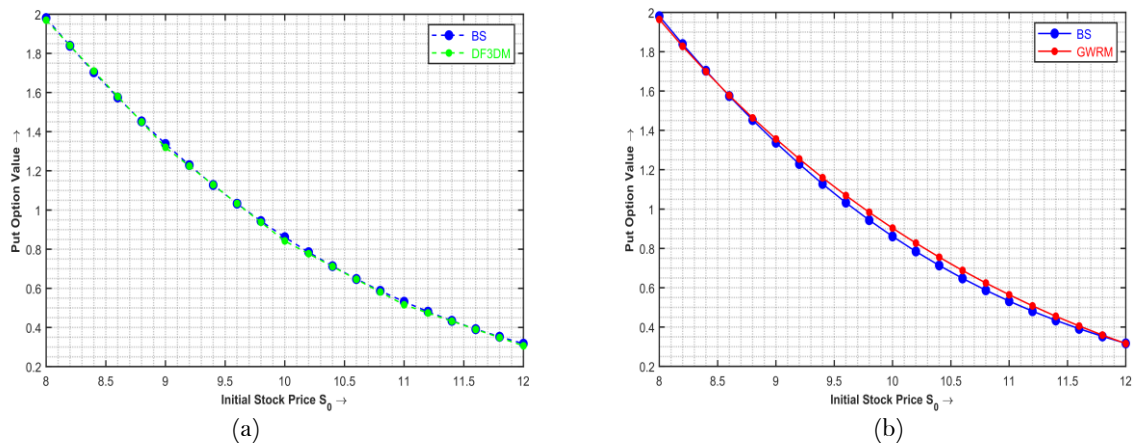 2
1.8
1.6
1.4
1.2
1
0.8
0.6
0.4
0.2
Put Option Value →
8 8.5 9 9.5 10 10.5 11 11.5 12
Initial Stock Price S0 →
BS
DF3DM
(a)
2
1.8
1.6
1.4
1.2
1
0.8
0.6
0.4
0.2
Put Option Value →
8 8.5 9 9.5 10 10.5 11 11.5 12
Initial Stock Price S0 →
BS
GWRM
(b)